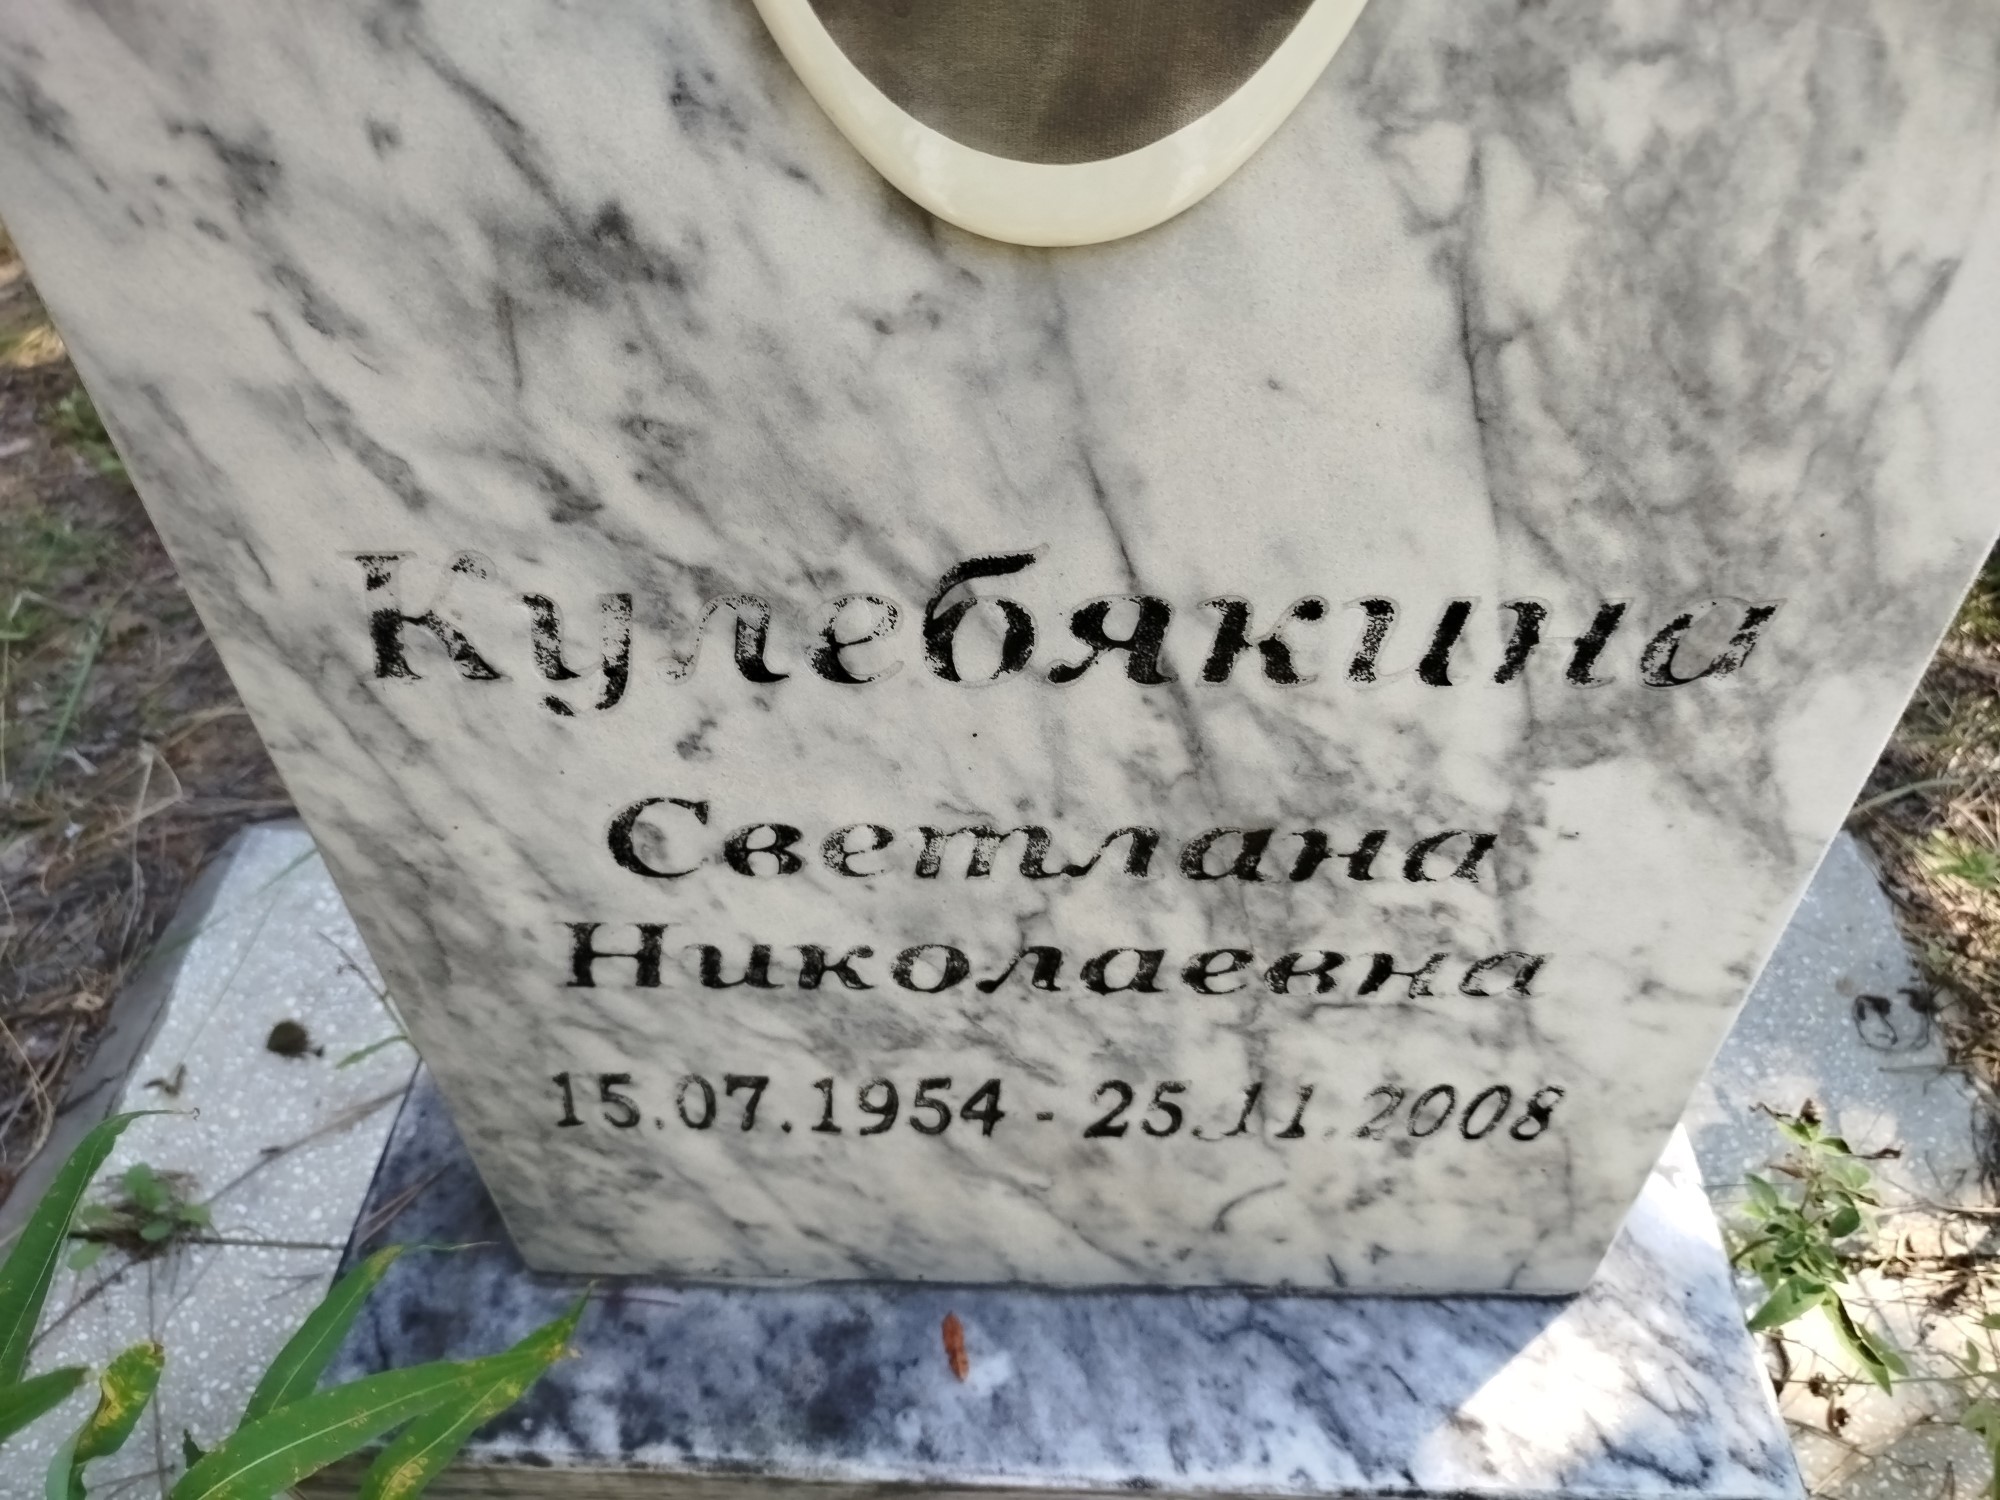 Кулебякина
Светлана
Николаевна
15.07.1954 - 25.11.2008